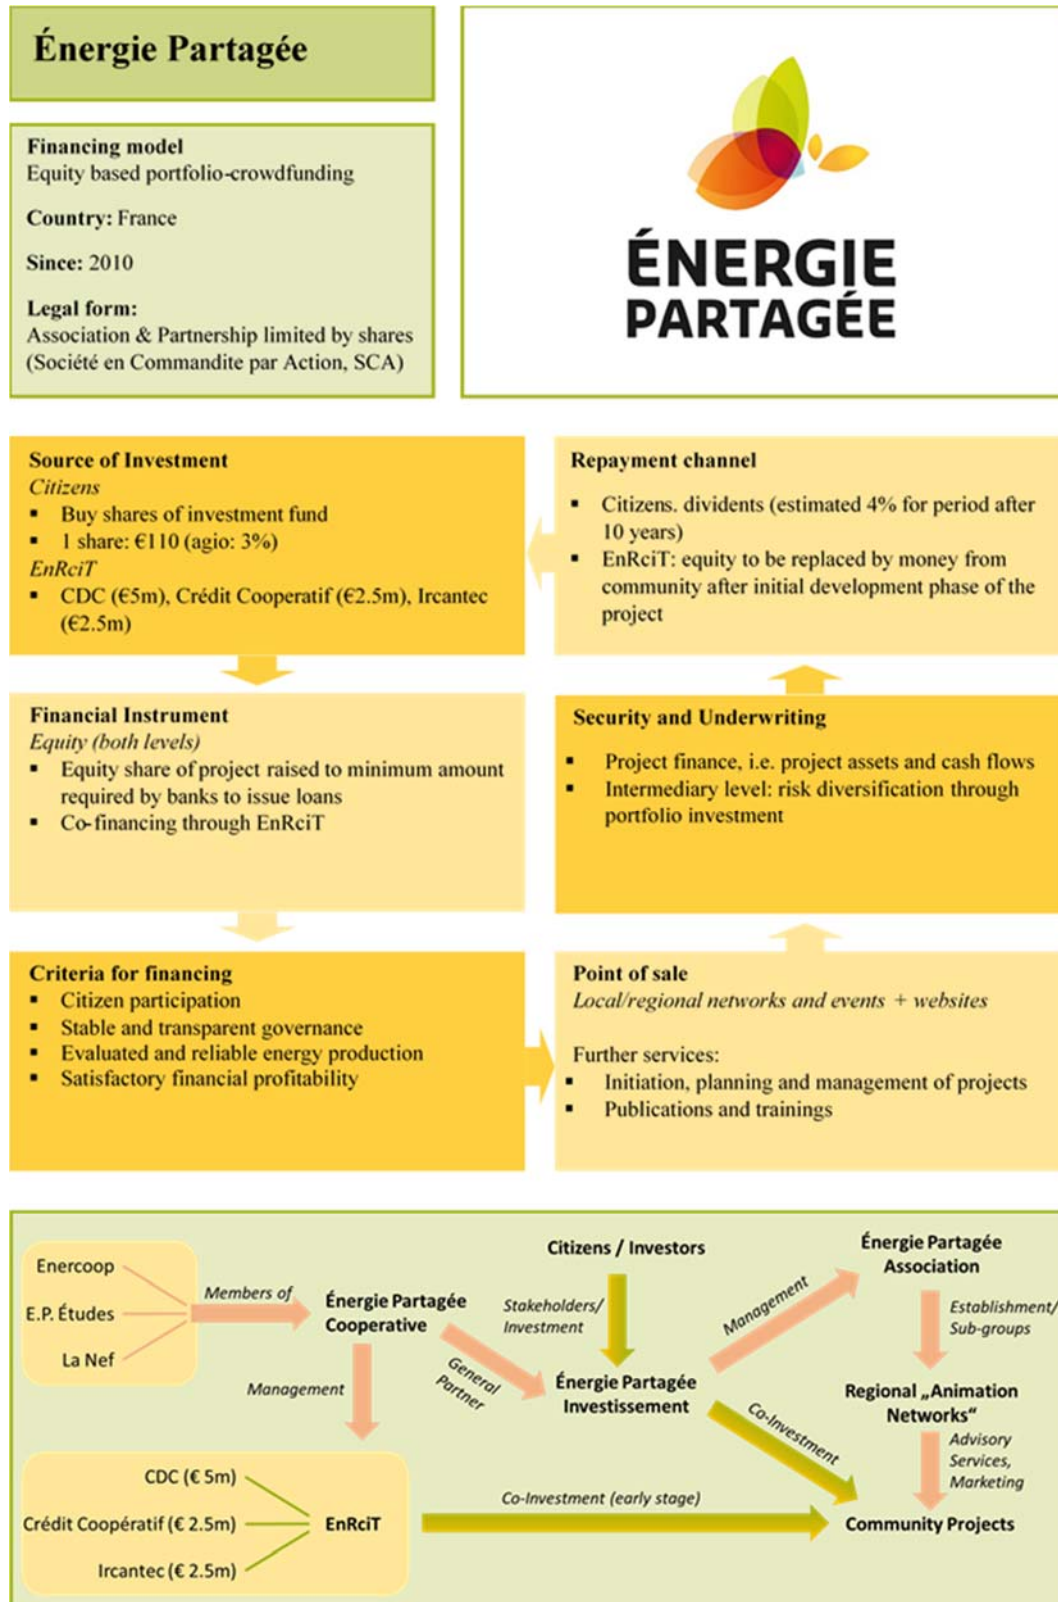 Énergie Partagée
Financing model
Equity based portfolio-crowdfunding
Country: France
Since: 2010
Legal form:
Association & Partnership limited by shares
(Société en Commandite par Action, SCA)
ÉNERGIE
PARTAGÉE
Source of Investment
Citizens
▪ Buy shares of investment fund
▪ 1 share: €110 (agio: 3%)
EnRciT
▪ CDC (€5m), Crédit Cooperatif (€2.5m), Ircantec
(€2.5m)
Repayment channel
▪ Citizens. dividents (estimated 4% for period after
10 years)
▪ EnRciT: equity to be replaced by money from
community after initial development phase of the
project
Financial Instrument
Equity (both levels)
▪ Equity share of project raised to minimum amount
required by banks to issue loans
▪ Co-financing through EnRciT
Security and Underwriting
▪ Project finance, i.e. project assets and cash flows
▪ Intermediary level: risk diversification through
portfolio investment
Criteria for financing
▪ Citizen participation
▪ Stable and transparent governance
▪ Evaluated and reliable energy production
▪ Satisfactory financial profitability
Point of sale
Local/regional networks and events + websites
Further services:
▪ Initiation, planning and management of projects
▪ Publications and trainings
Enercoop
E.P. Études
La Nef
Members of
Énergie Partagée
Cooperative
Management
General
Partner
Citizens / Investors
Stakeholders/
Investment
Énergie Partagée
Investissement
Management
Énergie Partagée
Association
Establishment/
Sub-groups
Regional „Animation
Networks“
Advisory
Services,
Marketing
Co-Investment
CDC (€ 5m)
Crédit Coopératif (€ 2.5m)
Ircantec (€ 2.5m)
EnRciT
Co-Investment (early stage)
Community Projects